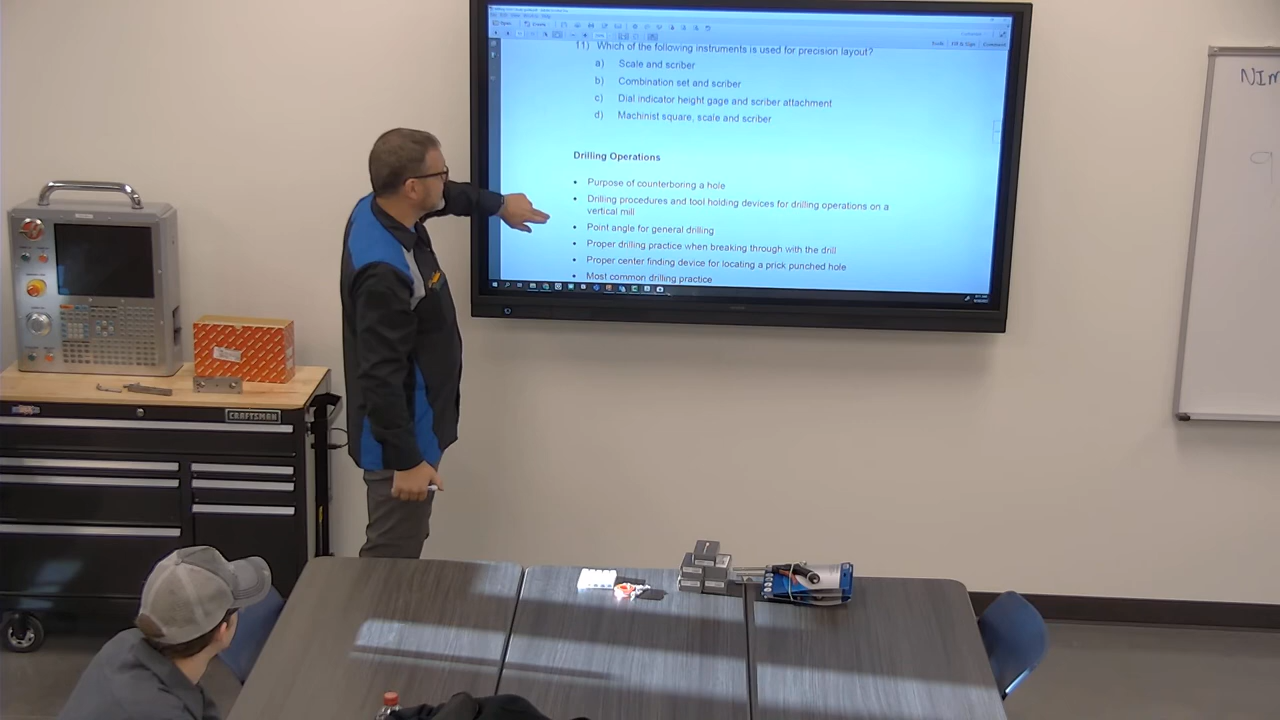 Tools
Fill & Sign
Comment
11) Which of the following instruments is used for precision layout?
a) Scale and scriber
b) Combination set and scriber
c) Dial indicator height gage and scriber attachment
d) Machinist square, scale and scriber
Drilling Operations
• Purpose of counterboring a hole
• Drilling procedures and tool holding devices for drilling operations on a
vertical mill
• Point angle for general drilling
• Proper drilling practice when breaking through with the drill
• Proper center finding device for locating a prick punched hole
• Most common drilling practice
CRAFTSMAN